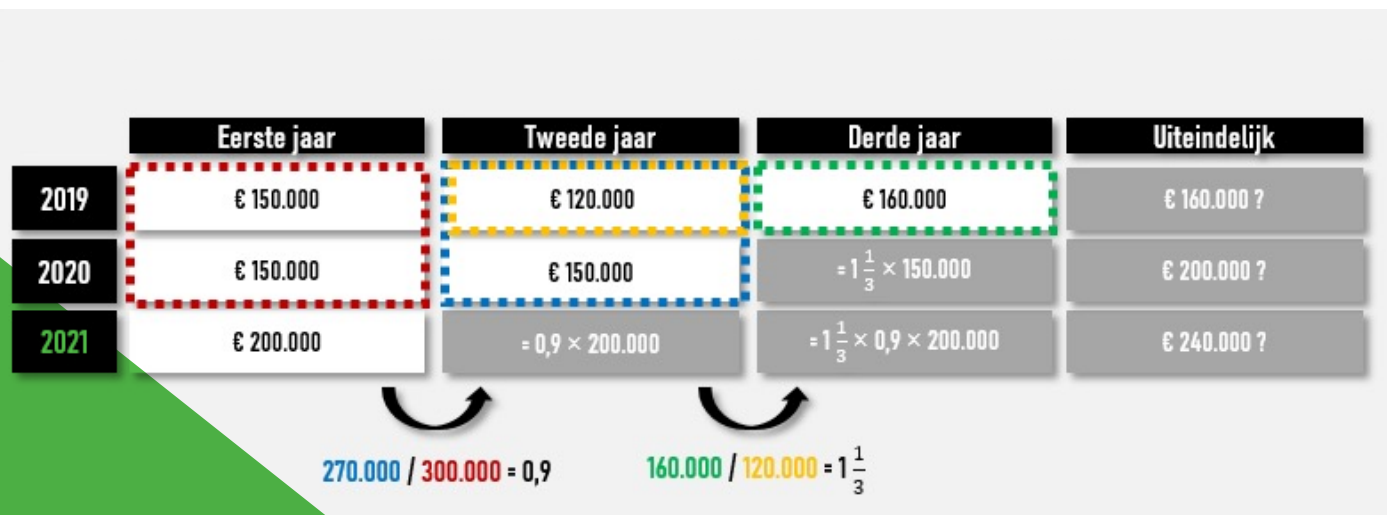 Eerste jaar Tweede jaar Derde jaar Uiteindelijk
2019 € 150.000 € 120.000 € 160.000 € 160.000 ?
2020 € 150.000 € 150.000 = 1 1/3 × 150.000 € 200.000 ?
2021 € 200.000 = 0,9 × 200.000 = 1 1/3 × 0,9 × 200.000 € 240.000 ?
270.000 / 300.000 = 0,9 160.000 / 120.000 = 1 1/3